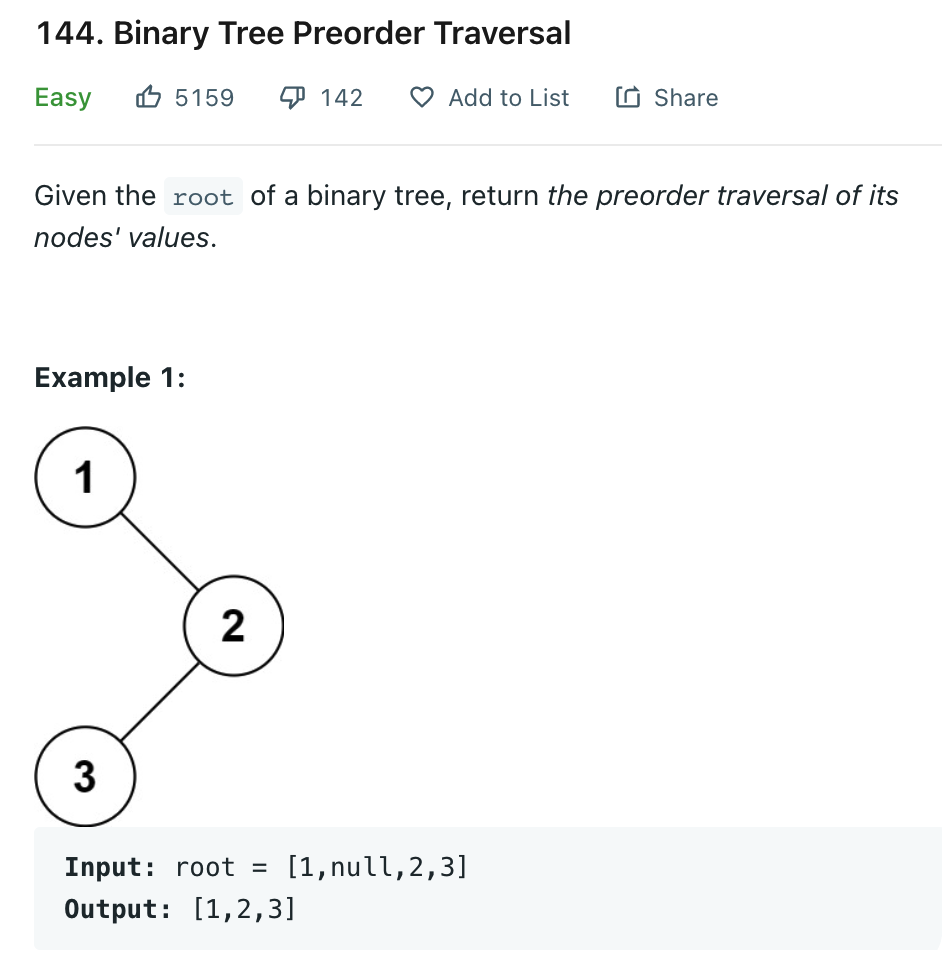 144. Binary Tree Preorder Traversal
Easy 5159 142 Add to List Share
Given the root of a binary tree, return the preorder traversal of its
nodes' values.
Example 1:
1
2
3
Input: root = [1,null,2,3]
Output: [1,2,3]